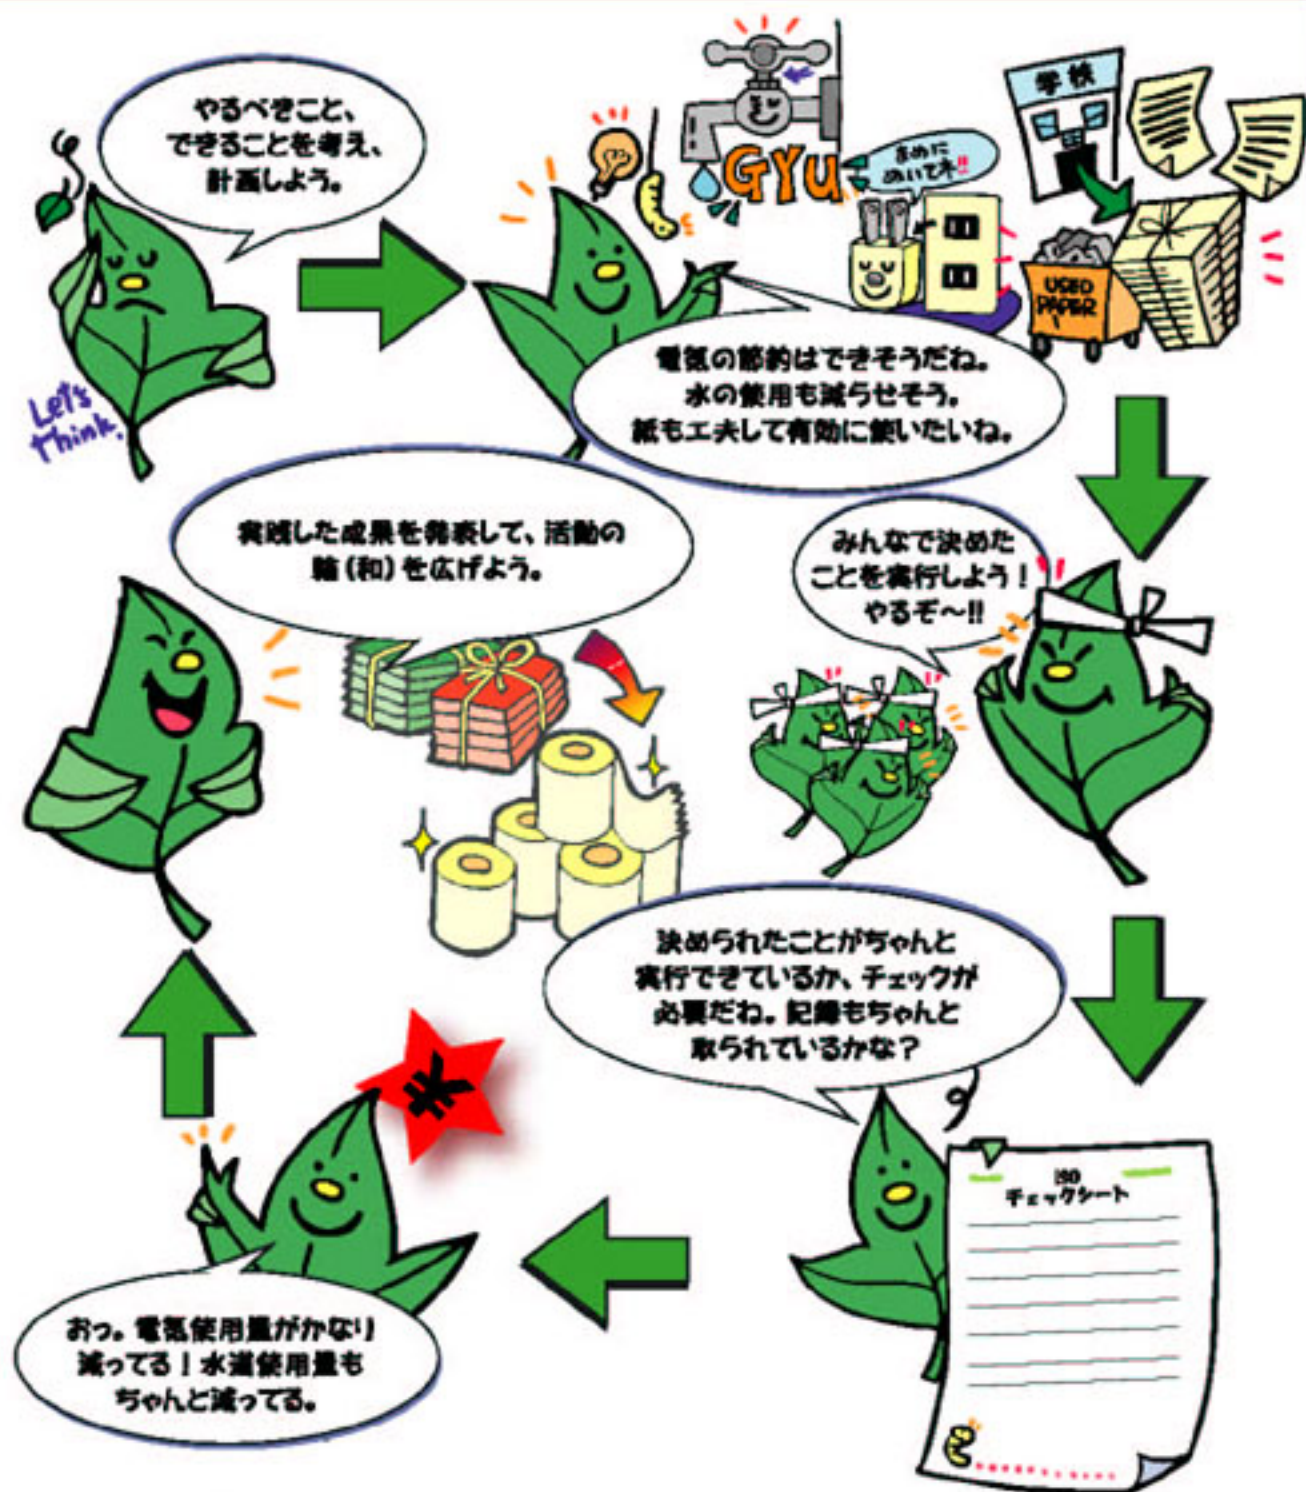 やるべきこと、
できることを考え、
計画しよう。
Let's
think.
GYU
まめに
ぬいてネ!!
学校
USED
PAPER
電気の節約はできそうだね。
水の使用も減らせそう。
紙も工夫して有効に使いたいね。
みんなで決めた
ことを実行しよう!
やるぞ〜!!
決められたことがちゃんと
実行できているか、チェックが
必要だね。記録もちゃんと
取られているかな?
ISO
チェックシート
おっ。電気使用量がかなり
減ってる!水道使用量も
ちゃんと減ってる。
実践した成果を発表して、活動の
輪(和)を広げよう。